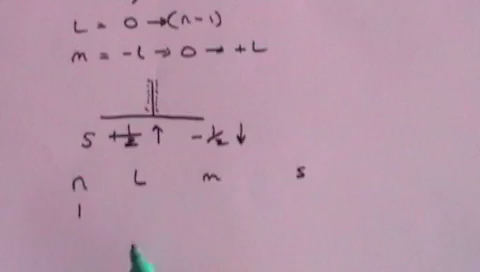 L = 0 → (n-1)
m = -l → 0 → +L
S +1/2 ↑ -1/2 ↓
n L m s
1